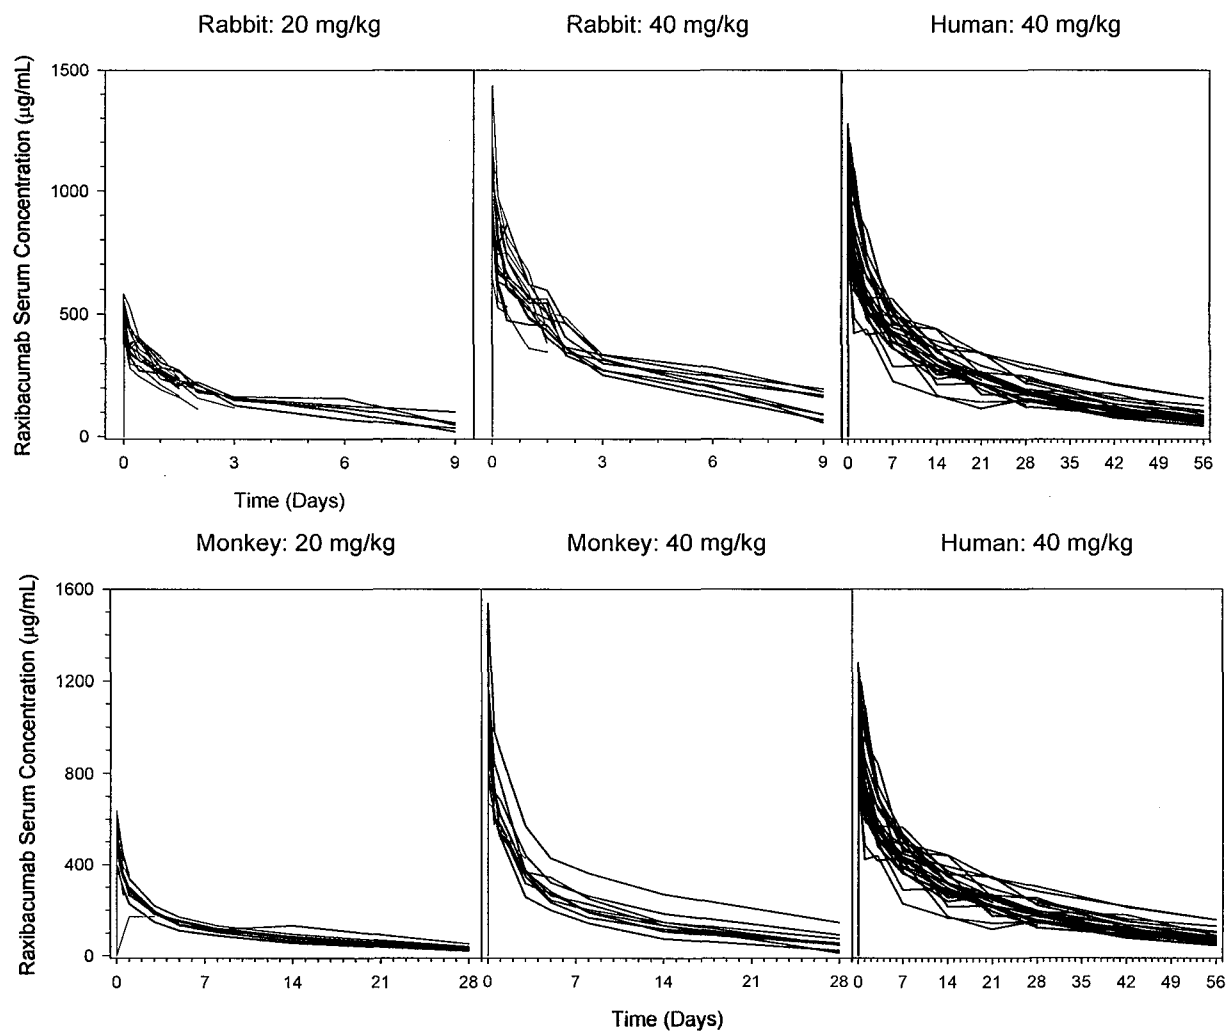 Rabbit: 20 mg/kg
Rabbit: 40 mg/kg
Human: 40 mg/kg
Raxibacumab Serum Concentration (µg/mL)
1500
1000
500
0
0 3 6 9
0 3 6 9
0 7 14 21 28 35 42 49 56
Time (Days)
Monkey: 20 mg/kg
Monkey: 40 mg/kg
Human: 40 mg/kg
Raxibacumab Serum Concentration (µg/mL)
1600
1200
800
400
0
0 7 14 21 28
0 7 14 21 28
0 7 14 21 28 35 42 49 56
Time (Days)